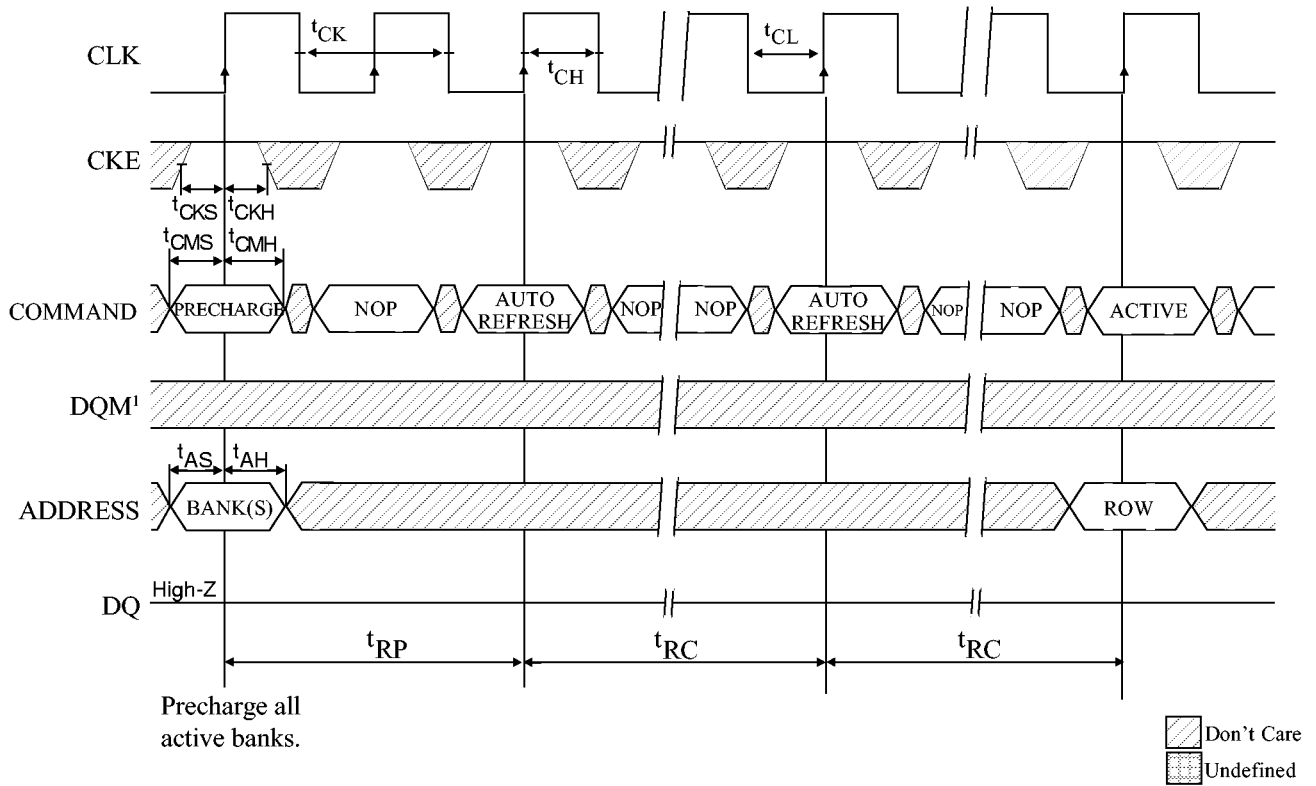 CLK
tCK
tCH
tCL
CKE
tCKS
tCKH
tCMS
tCMH
COMMAND
PRECHARGE
NOP
AUTO
REFRESH
NOP
NOP
AUTO
REFRESH
NOP
NOP
ACTIVE
DQM¹
tAS
tAH
ADDRESS
BANK(S)
ROW
High-Z
DQ
tRP
tRC
tRC
Precharge all
active banks.
Don't Care
Undefined